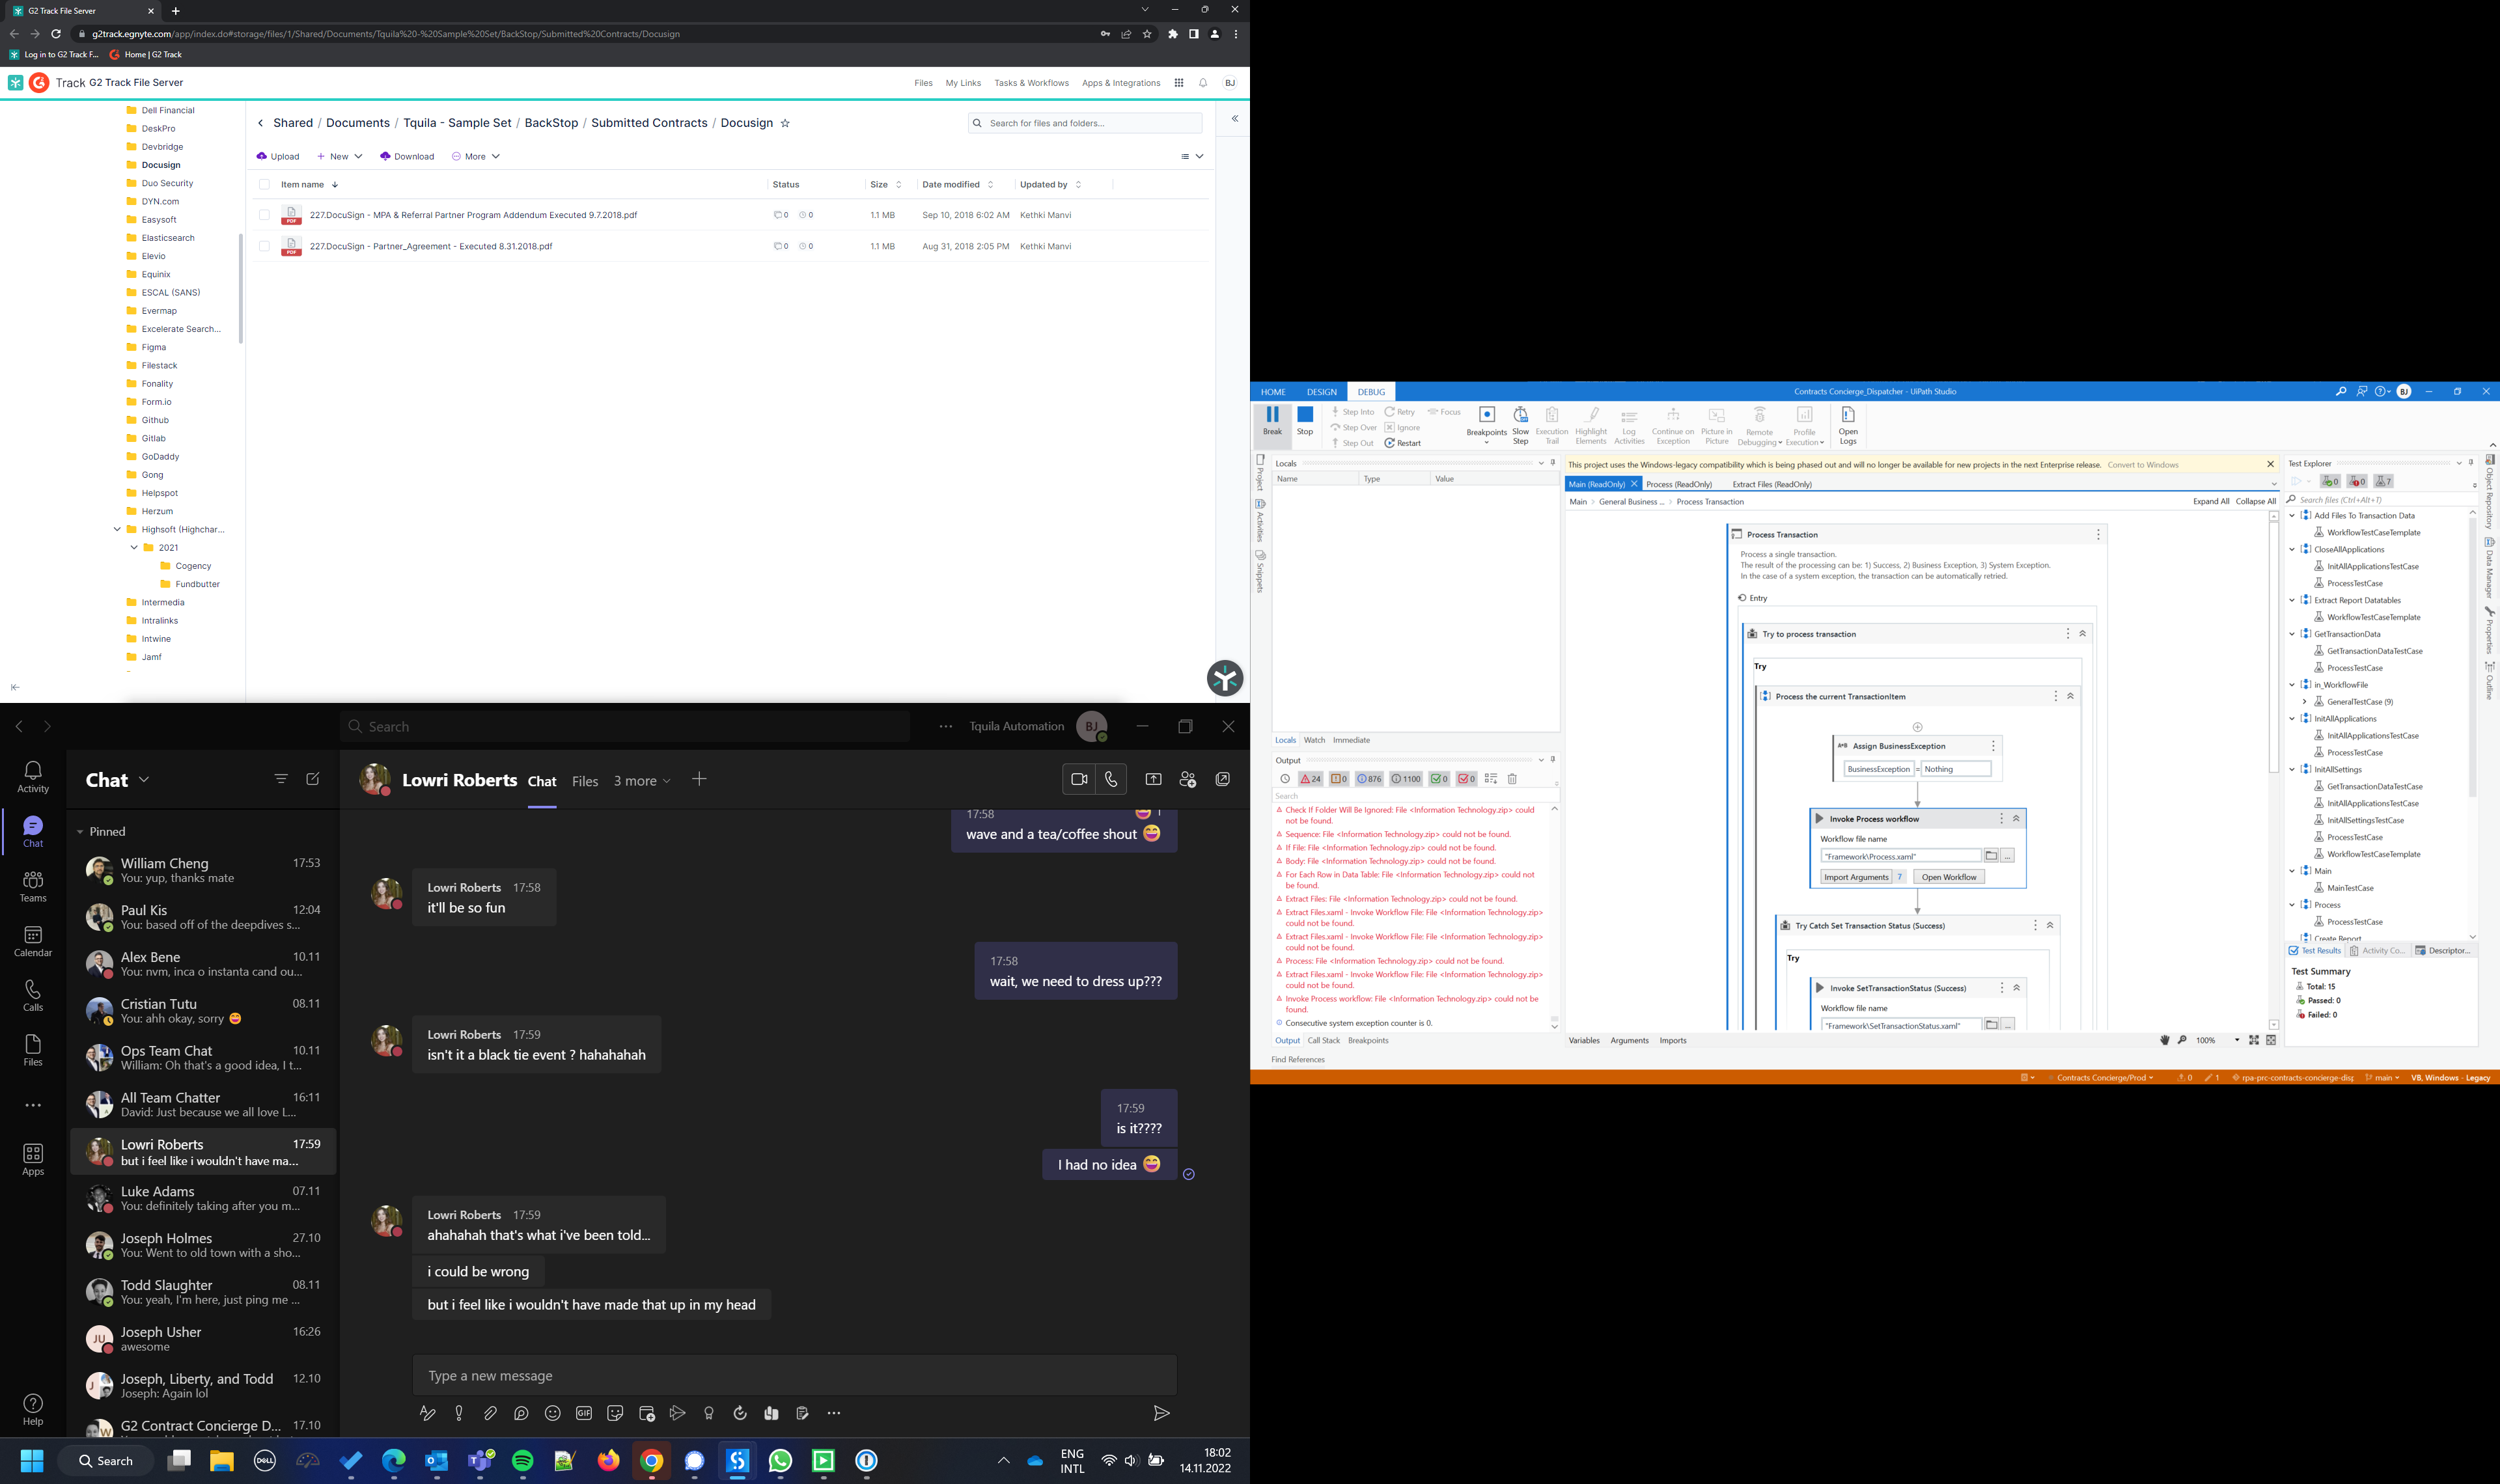 G2 Track File Server
g2track.egnyte.com/app/index.do#storage/files/1/Shared/Documents/Tquila%20-%20Sample%20Set/BackStop/Submitted%20Contracts/Docusign
Log in to G2 Track F...
Home | G2 Track
Track G2 Track File Server
Files My Links Tasks & Workflows Apps & Integrations BJ
Dell Financial
DeskPro
Devbridge
Docusign
Duo Security
DYN.com
Easysoft
Elasticsearch
Elevio
Equinix
ESCAL (SANS)
Evermap
Excelerate Search...
Figma
Filestack
Fonality
Form.io
Github
Gitlab
GoDaddy
Gong
Helpspot
Herzum
Highsoft (Highchar...
2021
Cogency
Fundbutter
Intermedia
Intralinks
Intwine
Jamf
Shared / Documents / Tquila - Sample Set / BackStop / Submitted Contracts / Docusign
Search for files and folders...
Upload New Download More
Item name Status Size Date modified Updated by
PDF 227.DocuSign - MPA & Referral Partner Program Addendum Executed 9.7.2018.pdf 0 0 1.1 MB Sep 10, 2018 6:02 AM Kethki Manvi
PDF 227.DocuSign - Partner_Agreement - Executed 8.31.2018.pdf 0 0 1.1 MB Aug 31, 2018 2:05 PM Kethki Manvi
Search
Tquila Automation BJ
Activity
Chat
Teams
Calendar
Calls
Files
Apps
Help
Chat
Pinned
William Cheng 17:53
You: yup, thanks mate
Paul Kis 12:04
You: based off of the deepdives s...
Alex Bene 10.11
You: nvm, inca o instanta cand ou...
Cristian Tutu 08.11
You: ahh okay, sorry 😄
Ops Team Chat 10.11
William: Oh that's a good idea, I t...
All Team Chatter 16:11
David: Just because we all love L...
Lowri Roberts 17:59
but i feel like i wouldn't have ma...
Luke Adams 07.11
You: definitely taking after you m...
Joseph Holmes 27.10
You: Went to old town with a sho...
Todd Slaughter 08.11
You: yeah, I'm here, just ping me ...
JU Joseph Usher 16:26
awesome
Joseph, Liberty, and Todd 12.10
Joseph: Again lol
G2 Contract Concierge D... 17.10
Lowri Roberts Chat Files 3 more
17:58 1
wave and a tea/coffee shout 😄
Lowri Roberts 17:58
it'll be so fun
17:58
wait, we need to dress up???
Lowri Roberts 17:59
isn't it a black tie event ? hahahahah
17:59
is it????
I had no idea 😄
Lowri Roberts 17:59
ahahahah that's what i've been told...
i could be wrong
but i feel like i wouldn't have made that up in my head
Type a new message
GIF
Search
DELL
ENG
INTL
18:02
14.11.2022
HOME DESIGN DEBUG
Contracts Concierge_Dispatcher - UiPath Studio
BJ
Break
Stop
Step Into
Step Over
Step Out
Retry
Ignore
Restart
Focus
Breakpoints
Slow Step
Execution Trail
Highlight Elements
Log Activities
Continue on Exception
Picture in Picture
Remote Debugging
Profile Execution
Open Logs
Project
Activities
Snippets
Locals
Name Type Value
Locals Watch Immediate
Output
24 0 876 1100 0 0
Search
Check If Folder Will Be Ignored: File <Information Technology.zip> could
not be found.
Sequence: File <Information Technology.zip> could not be found.
If File: File <Information Technology.zip> could not be found.
Body: File <Information Technology.zip> could not be found.
For Each Row in Data Table: File <Information Technology.zip> could not
be found.
Extract Files: File <Information Technology.zip> could not be found.
Extract Files.xaml - Invoke Workflow File: File <Information Technology.zip>
could not be found.
Extract Files.xaml - Invoke Workflow File: File <Information Technology.zip>
could not be found.
Process: File <Information Technology.zip> could not be found.
Extract Files.xaml - Invoke Workflow File: File <Information Technology.zip>
could not be found.
Invoke Process workflow: File <Information Technology.zip> could not be
found.
Consecutive system exception counter is 0.
Output Call Stack Breakpoints
Find References
This project uses the Windows-legacy compatibility which is being phased out and will no longer be available for new projects in the next Enterprise release. Convert to Windows
Main (ReadOnly) Process (ReadOnly) Extract Files (ReadOnly)
Main > General Business ... > Process Transaction
Expand All Collapse All
Process Transaction
Process a single transaction.
The result of the processing can be: 1) Success, 2) Business Exception, 3) System Exception.
In the case of a system exception, the transaction can be automatically retried.
Entry
Try to process transaction
Try
Process the current TransactionItem
A*B Assign BusinessException
BusinessException = Nothing
Invoke Process workflow
Workflow file name
"Framework\Process.xaml"
Import Arguments 7 Open Workflow
Try Catch Set Transaction Status (Success)
Try
Invoke SetTransactionStatus (Success)
Workflow file name
"Framework\SetTransactionStatus.xaml"
Variables Arguments Imports
100%
Test Explorer
0 0 7
Search files (Ctrl+Alt+T)
Add Files To Transaction Data
WorkflowTestCaseTemplate
CloseAllApplications
InitAllApplicationsTestCase
ProcessTestCase
Extract Report Datatables
WorkflowTestCaseTemplate
GetTransactionData
GetTransactionDataTestCase
ProcessTestCase
in_WorkflowFile
GeneralTestCase (9)
InitAllApplications
InitAllApplicationsTestCase
ProcessTestCase
InitAllSettings
GetTransactionDataTestCase
InitAllApplicationsTestCase
InitAllSettingsTestCase
ProcessTestCase
WorkflowTestCaseTemplate
Main
MainTestCase
Process
ProcessTestCase
Create Report
Test Results Activity Co... Descriptor...
Test Summary
Total: 15
Passed: 0
Failed: 0
Object Repository
Data Manager
Properties
Outline
Contracts Concierge/Prod 0 1 rpa-prc-contracts-concierge-disp main VB, Windows - Legacy